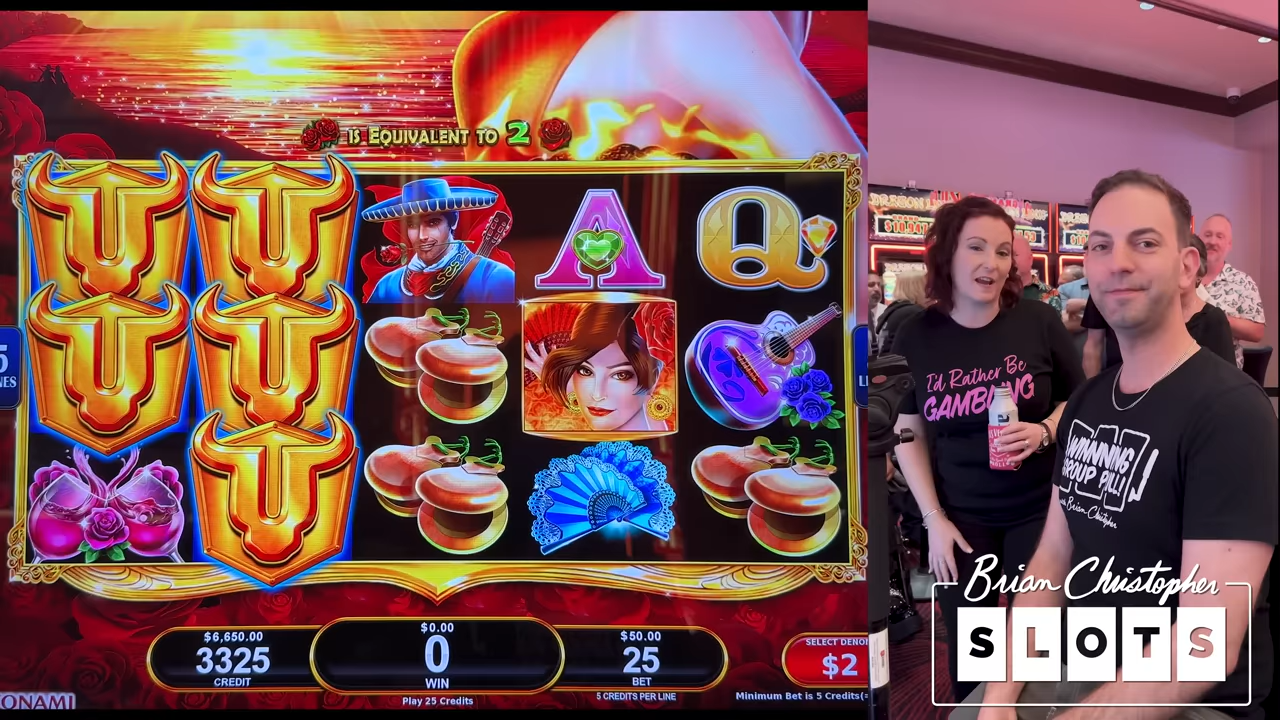 IS EQUIVALENT TO 2
A
Q
5
$6,650.00
3325
CREDIT
$0.00
0
WIN
Play 25 Credits
$50.00
25
BET
5 CREDITS PER LINE
SELECT DENO
$2
Minimum Bet is 5 Credits(=
KONAMI
I'd Rather Be
GAMBLING
GROUP PULL!
Brian Christopher
Brian Christopher
SLOTS